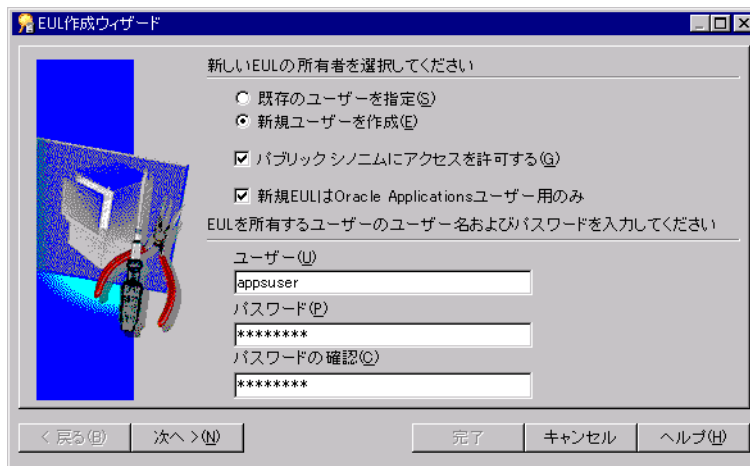 EUL作成ウィザード
新しいEULの所有者を選択してください
既存のユーザーを指定(S)
新規ユーザーを作成(E)
パブリックシノニムにアクセスを許可する(G)
新規EULはOracle Applicationsユーザー用のみ
EULを所有するユーザーのユーザー名およびパスワードを入力してください
ユーザー(U)
appsuser
パスワード(P)
********
パスワードの確認(C)
********
< 戻る(B) 次へ >(N) 完了 キャンセル ヘルプ(H)